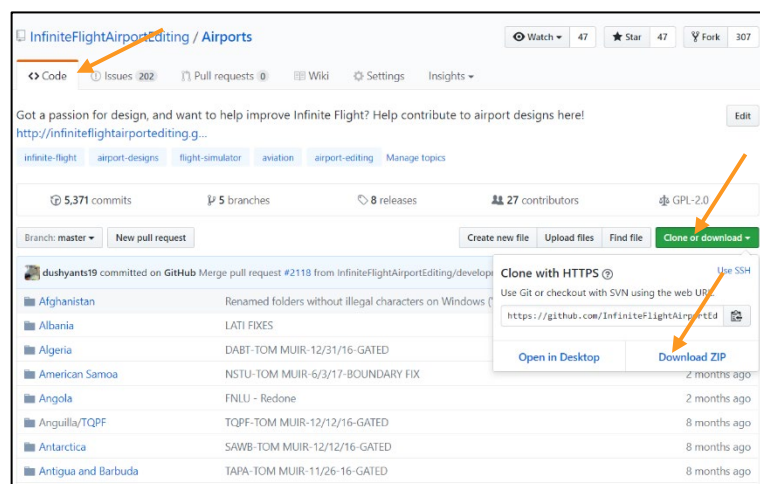 InfiniteFlightAirportEditing / Airports
Watch 47 Star 47 Fork 307
Code Issues 202 Pull requests 0 Wiki Settings Insights
Got a passion for design, and want to help improve Infinite Flight? Help contribute to airport designs here!
Edit
http://infiniteflightairportediting.g...
infinite-flight airport-designs flight-simulator aviation airport-editing Manage topics
5,371 commits 5 branches 8 releases 27 contributors GPL-2.0
Branch: master New pull request Create new file Upload files Find file Clone or download
dushyants19 committed on GitHub Merge pull request #2118 from InfiniteFlightAirportEditing/develope
Clone with HTTPS Use SSH
Use Git or checkout with SVN using the web URL.
https://github.com/InfiniteFlightAirportEd
Open in Desktop Download ZIP
Afghanistan Renamed folders without illegal characters on Windows
Albania LATI FIXES
Algeria DABT-TOM MUIR-12/31/16-GATED
American Samoa NSTU-TOM MUIR-6/3/17-BOUNDARY FIX 2 months ago
Angola FNLU - Redone 2 months ago
Anguilla/TQPF TQPF-TOM MUIR-12/12/16-GATED 8 months ago
Antarctica SAWB-TOM MUIR-12/12/16-GATED 8 months ago
Antigua and Barbuda TAPA-TOM MUIR-11/26-16-GATED 8 months ago